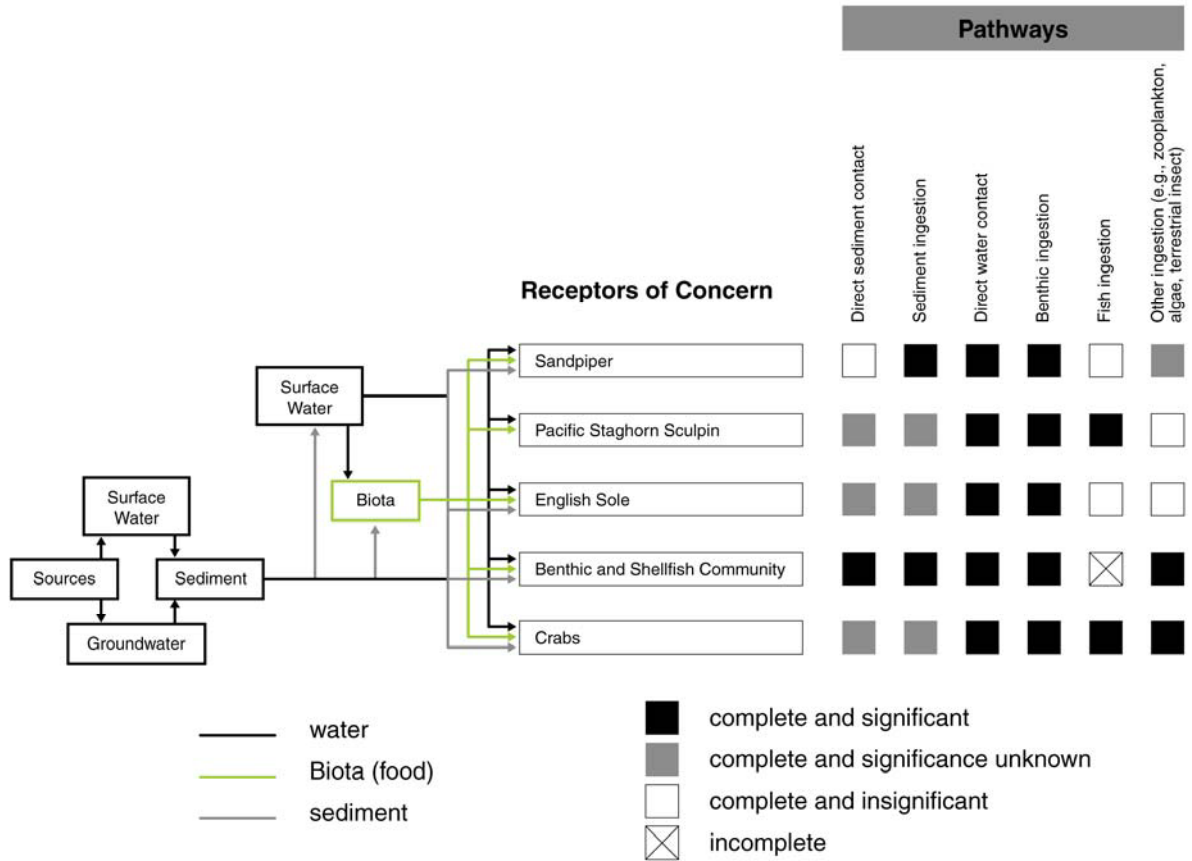 Pathways
Direct sediment contact
Sediment ingestion
Direct water contact
Benthic ingestion
Fish ingestion
Other ingestion (e.g., zooplankton,
algae, terrestrial insect)
Receptors of Concern
Sandpiper
Surface
Water
Pacific Staghorn Sculpin
Biota
English Sole
Surface
Water
Sources
Sediment
Benthic and Shellfish Community
Groundwater
Crabs
water
Biota (food)
sediment
complete and significant
complete and significance unknown
complete and insignificant
incomplete